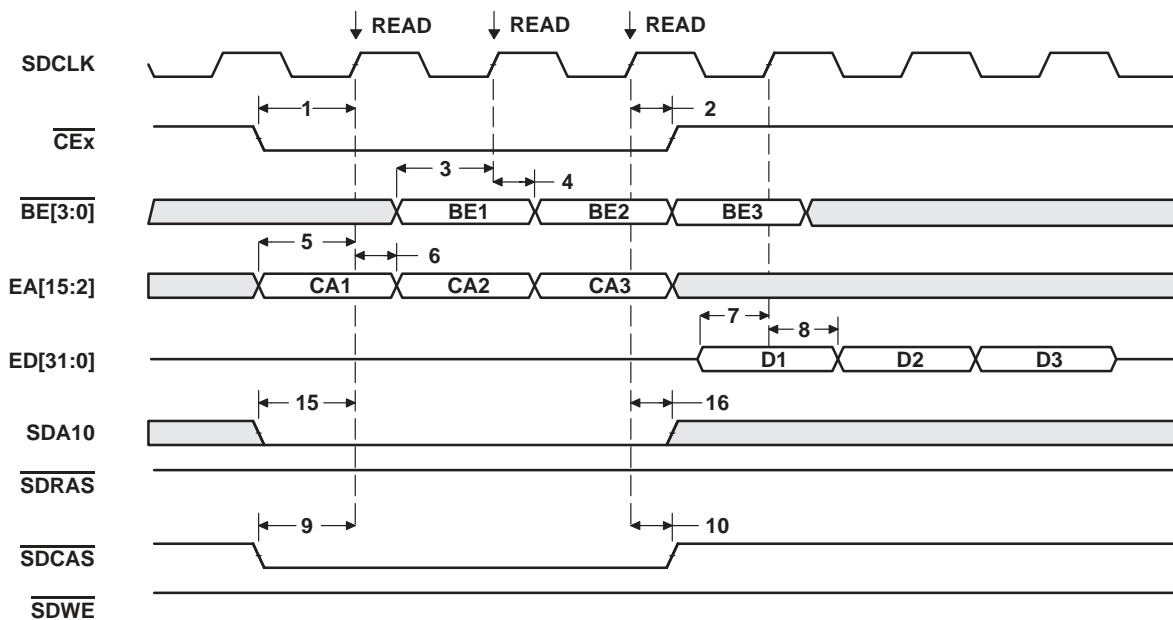 READ READ READ
SDCLK
1 2
CEx
3 4
BE[3:0] BE1 BE2 BE3
5 6
EA[15:2] CA1 CA2 CA3
7 8
ED[31:0] D1 D2 D3
15 16
SDA10
SDRAS
9 10
SDCAS
SDWE